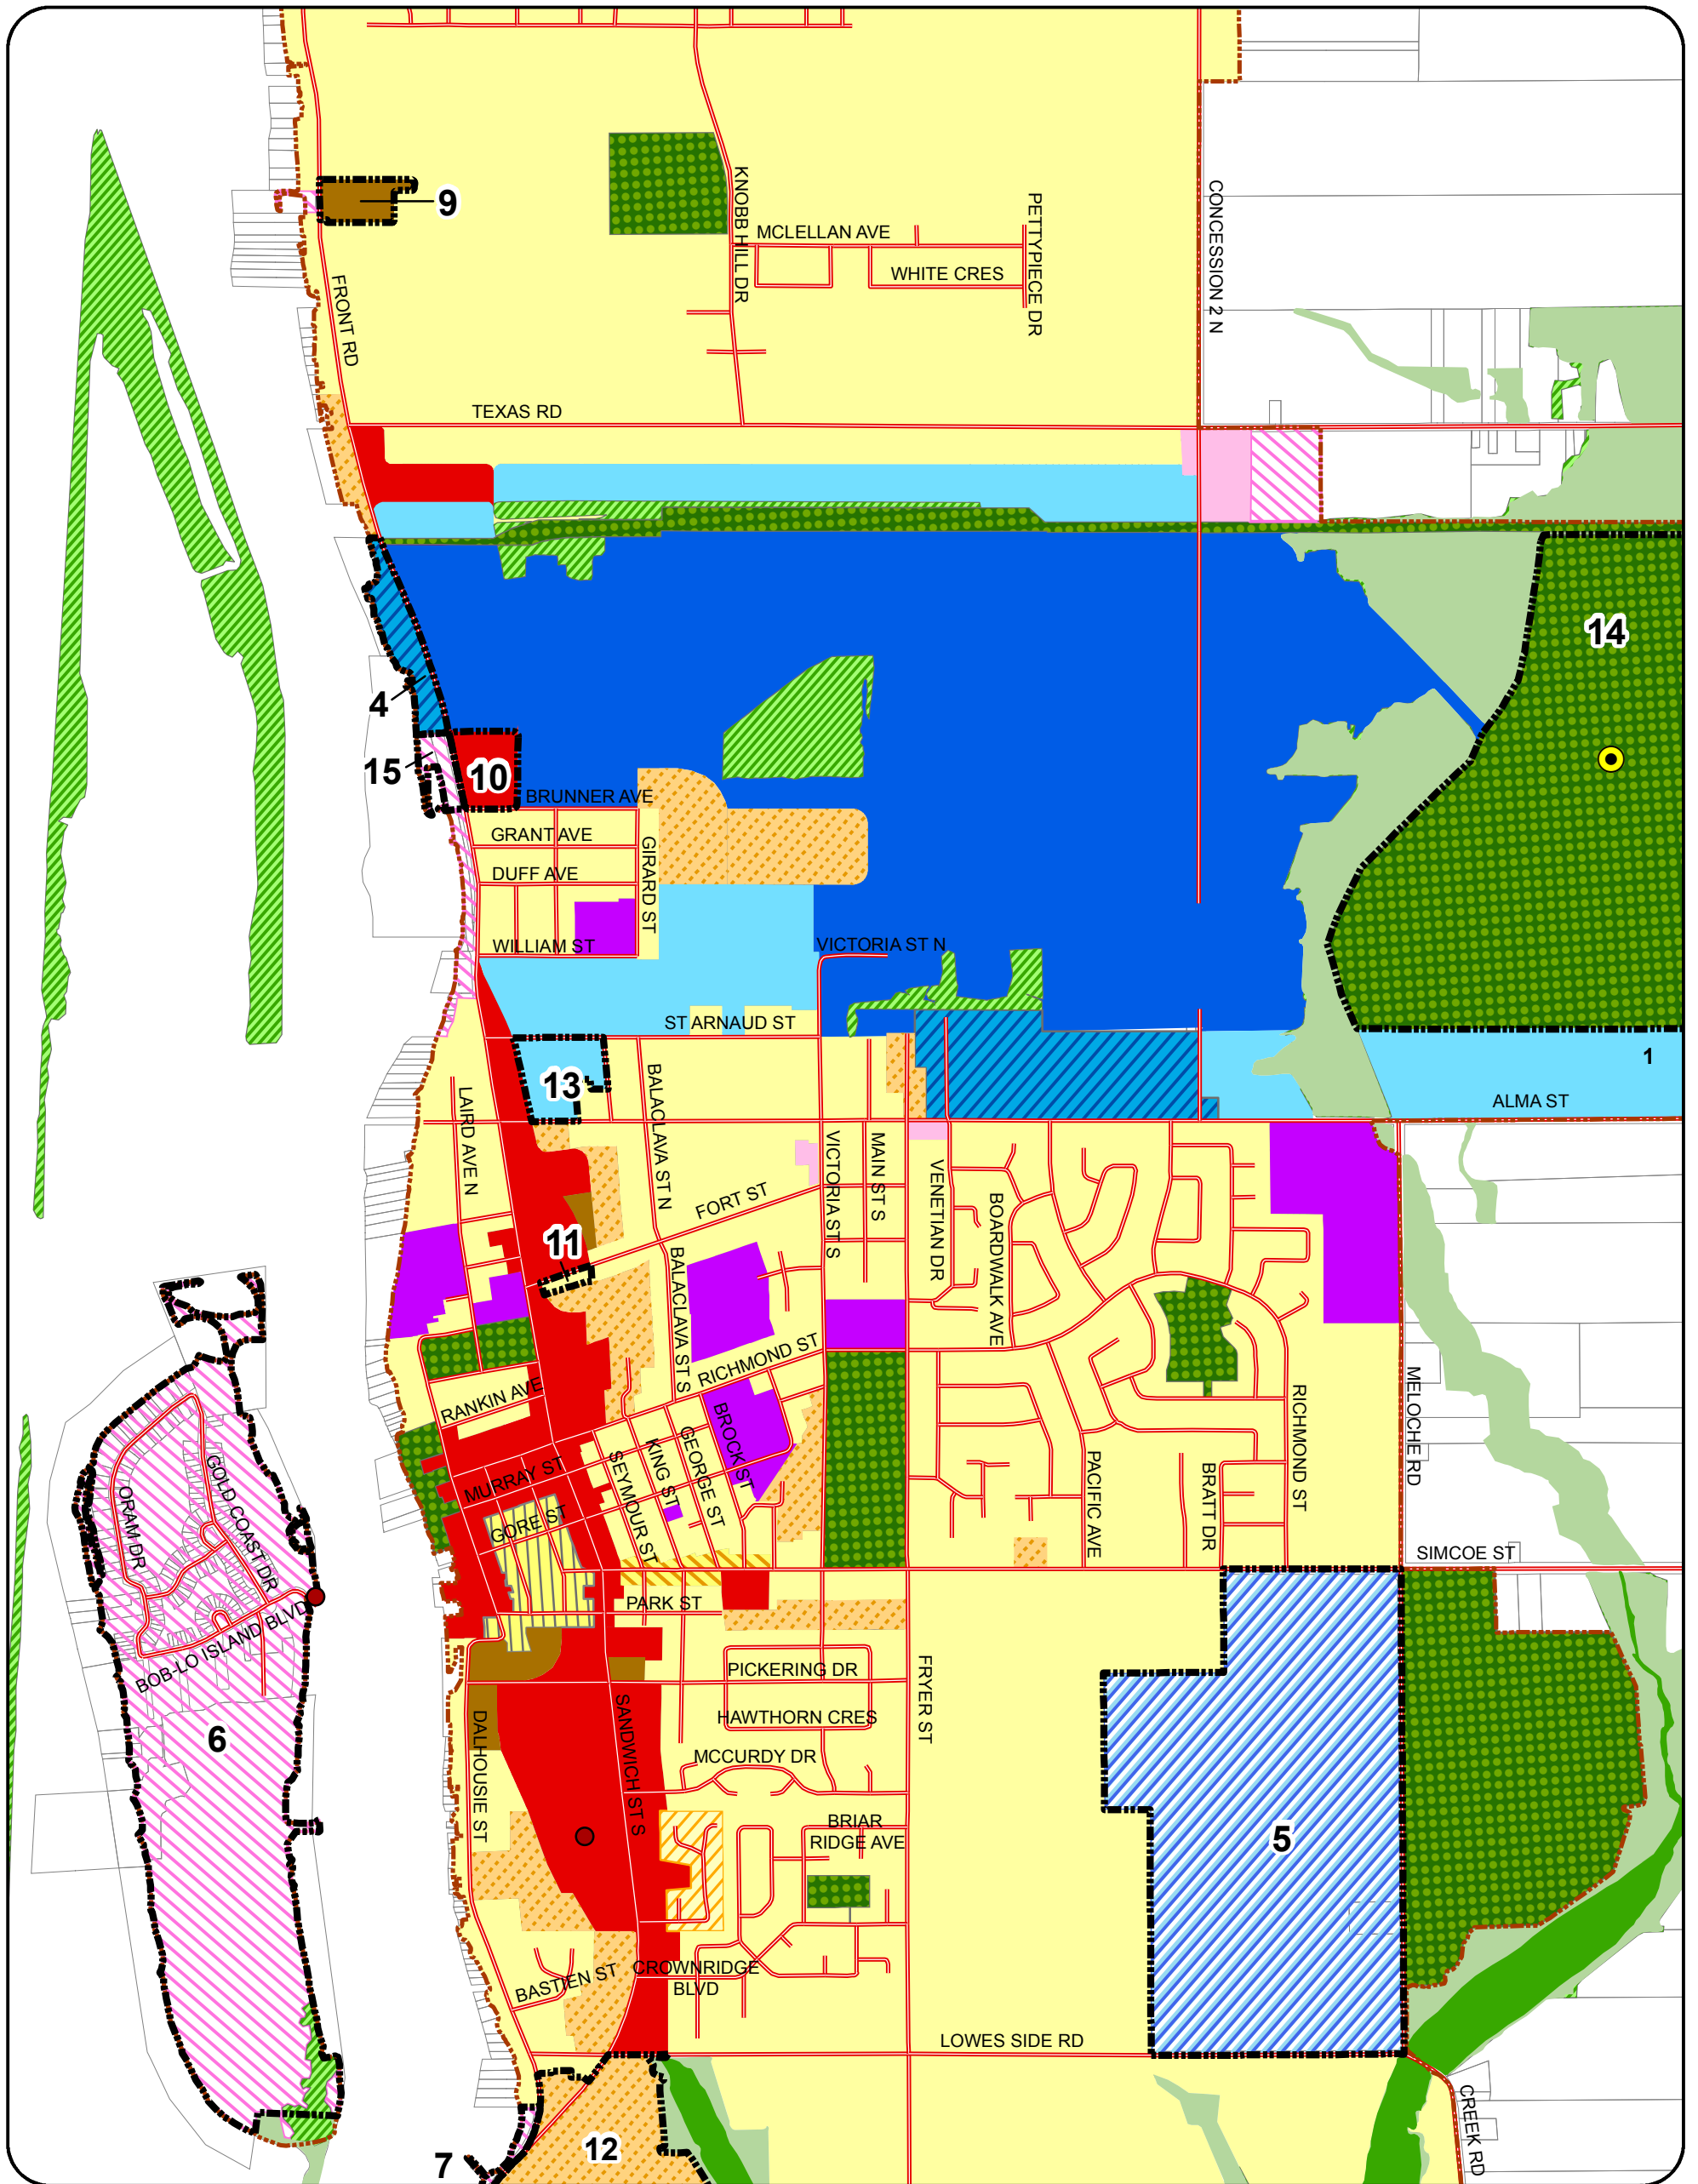 KNOBB HILL DR
PETTYPIECE DR
CONCESSION 2 N
9
MCLELLAN AVE
WHITE CRES
FRONT RD
TEXAS RD
14
4
15
10
BRUNNER AVE
GRANT AVE
GIRARD ST
DUFF AVE
WILLIAM ST
VICTORIA ST N
ST ARNAUD ST
1
13
ALMA ST
LAIRD AVE N
BALACLAVA ST N
VICTORIA ST S
MAIN ST S
VENETIAN DR
BOARDWALK AVE
FORT ST
11
BALACLAVA ST S
RICHMOND ST
MELOCHE RD
RANKIN AVE
RICHMOND ST
BROCK ST
GEORGE ST
KING ST
SEYMOUR ST
MURRAY ST
GORE ST
PACIFIC AVE
BRATT DR
GOLD COAST DR
ORAM DR
SIMCOE ST
BOB-LO ISLAND BLVD
PARK ST
FRYER ST
PICKERING DR
6
DALHOUSIE ST
SANDWICH ST S
HAWTHORN CRES
MCCURDY DR
BRIAR
RIDGE AVE
5
BASTIEN ST
CROWNRIDGE
BLVD
LOWES SIDE RD
CREEK RD
12
7